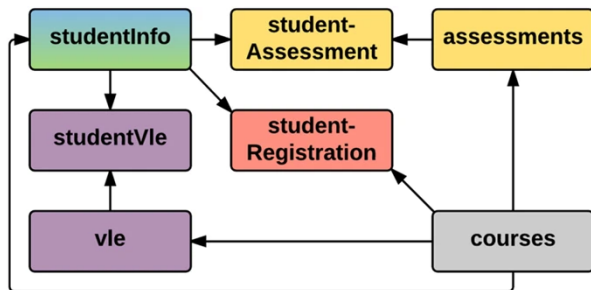 studentInfo
student-
Assessment
assessments
studentVle
student-
Registration
vle
courses